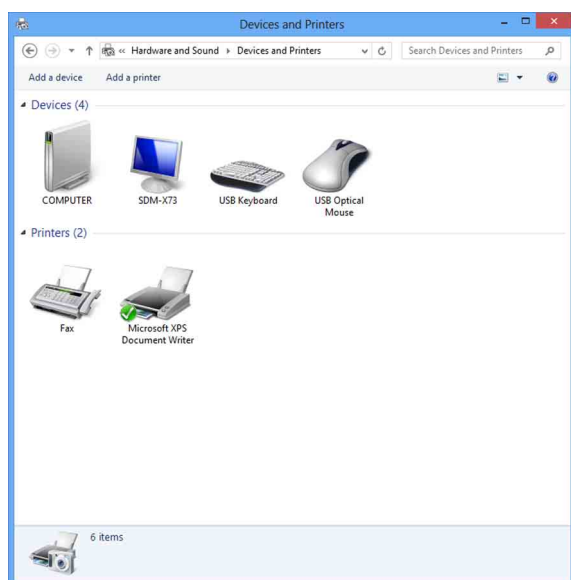 Devices and Printers
« Hardware and Sound Devices and Printers Search Devices and Printers
Add a device Add a printer
Devices (4)
COMPUTER SDM-X73 USB Keyboard USB Optical
Mouse
Printers (2)
Fax Microsoft XPS
Document Writer
6 items